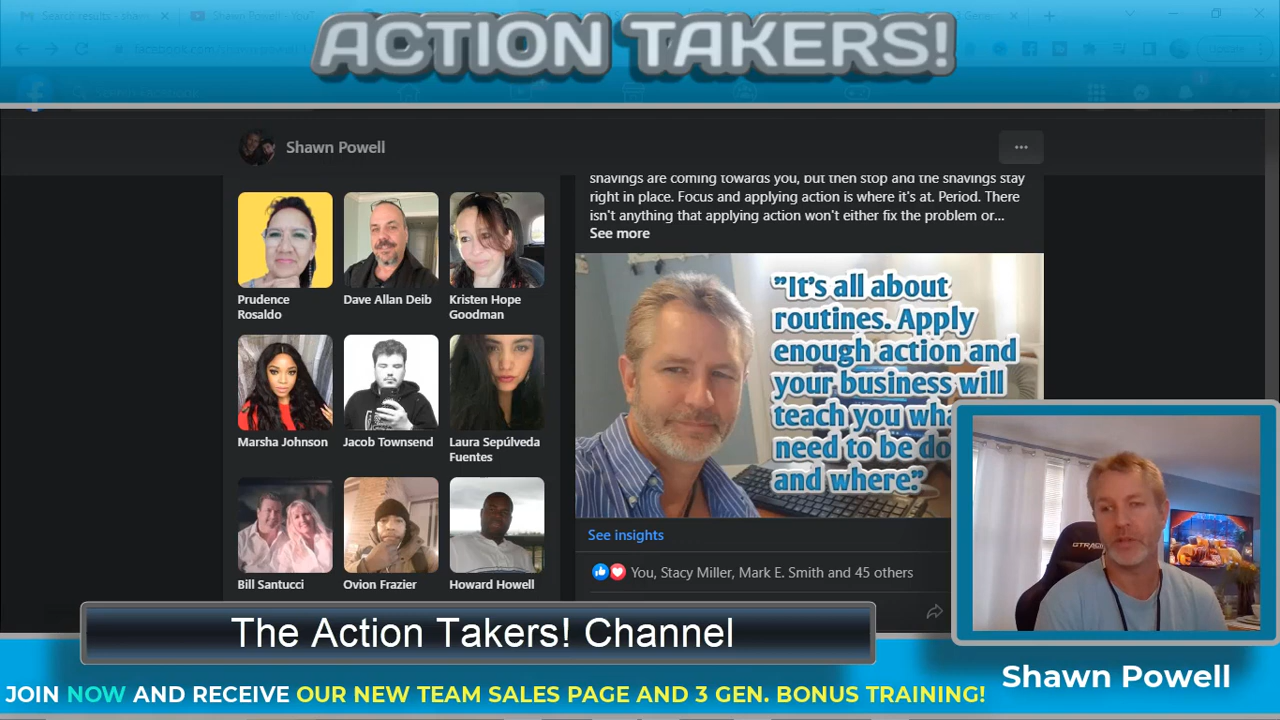 ACTION TAKERS!
Shawn Powell
shavings are coming towards you, but then stop and the shavings stay
right in place. Focus and applying action is where it's at. Period. There
isn't anything that applying action won't either fix the problem or...
See more
Prudence
Rosaldo
Dave Allan Deib
Kristen Hope
Goodman
"It's all about
routines. Apply
enough action and
your business will
teach you
need to be
and where."
Marsha Johnson
Jacob Townsend
Laura Sepúlveda
Fuentes
Bill Santucci
Ovion Frazier
Howard Howell
See insights
You, Stacy Miller, Mark E. Smith and 45 others
The Action Takers! Channel
Shawn Powell
JOIN NOW AND RECEIVE OUR NEW TEAM SALES PAGE AND 3 GEN. BONUS TRAINING!